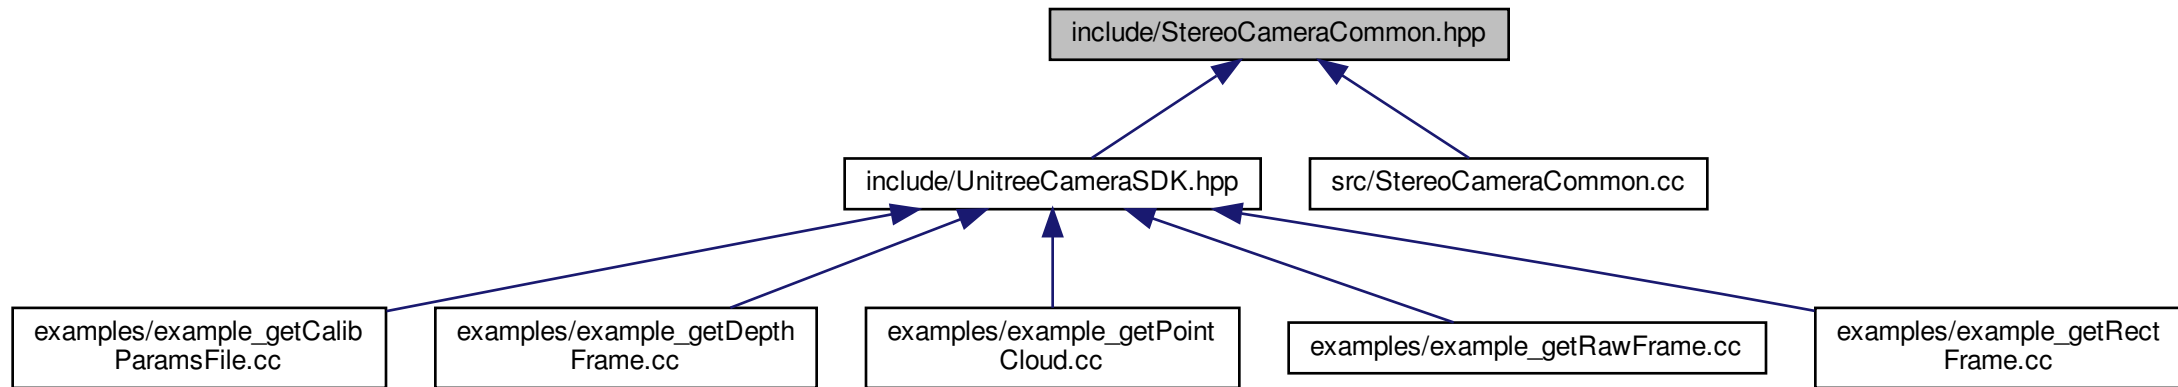 include/StereoCameraCommon.hpp
include/UnitreeCameraSDK.hpp
src/StereoCameraCommon.cc
examples/example_getCalib
ParamsFile.cc
examples/example_getDepth
Frame.cc
examples/example_getPoint
Cloud.cc
examples/example_getRawFrame.cc
examples/example_getRect
Frame.cc